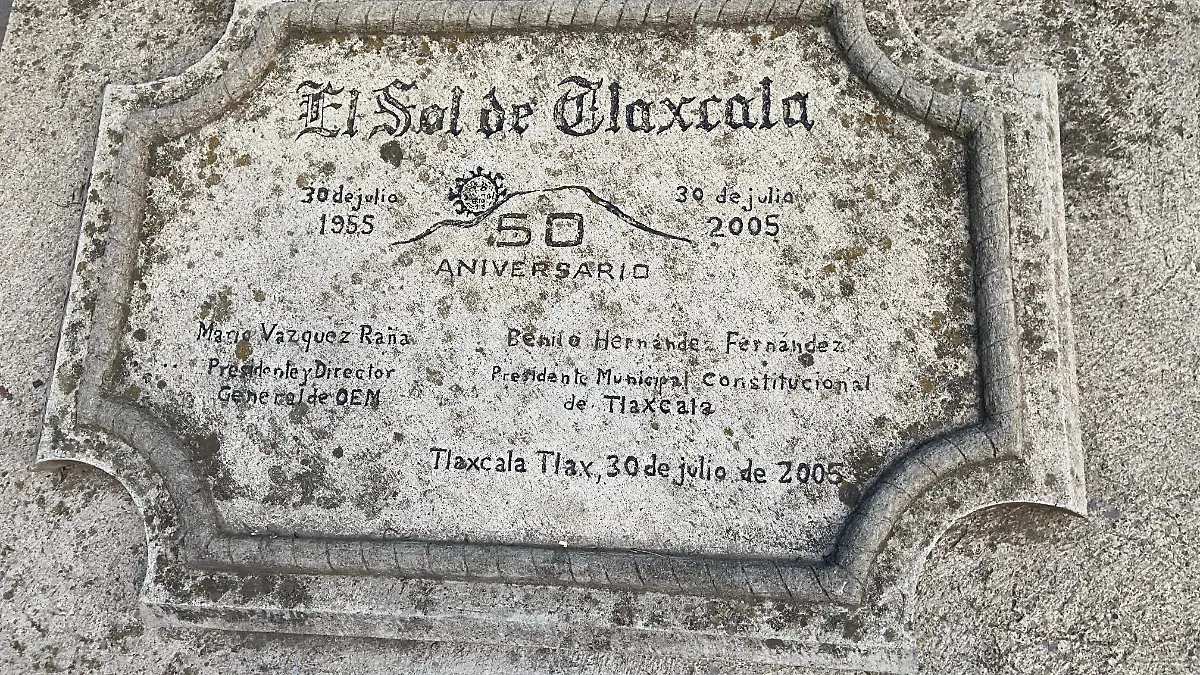 El Sol de Tlaxcala
30 de julio
1955
50
ANIVERSARIO
30 de julio
2005
Mario Vazquez Raña
Presidente y Director
General de OEM
Benito Hernández Fernández
Presidente Municipal Constitucional
de Tlaxcala
Tlaxcala Tlax, 30 de julio de 2005